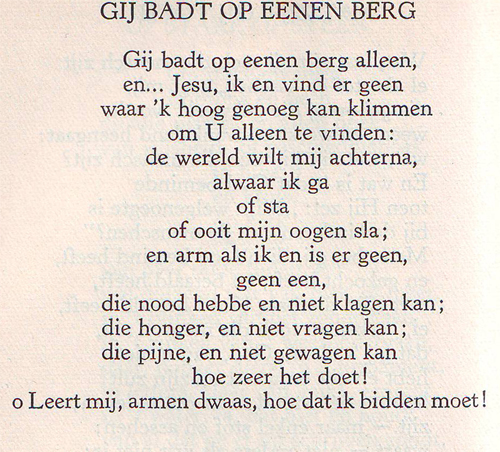 GIJ BADT OP EENEN BERG
Gij badt op eenen berg alleen,
en... Jesu, ik en vind er geen
waar 'k hoog genoeg kan klimmen
om U alleen te vinden:
de wereld wilt mij achterna,
alwaar ik ga
of sta
of ooit mijn oogen sla;
en arm als ik en is er geen,
geen een,
die nood hebbe en niet klagen kan;
die honger, en niet vragen kan;
die pijne, en niet gewagen kan
hoe zeer het doet!
o Leert mij, armen dwaas, hoe dat ik bidden moet!